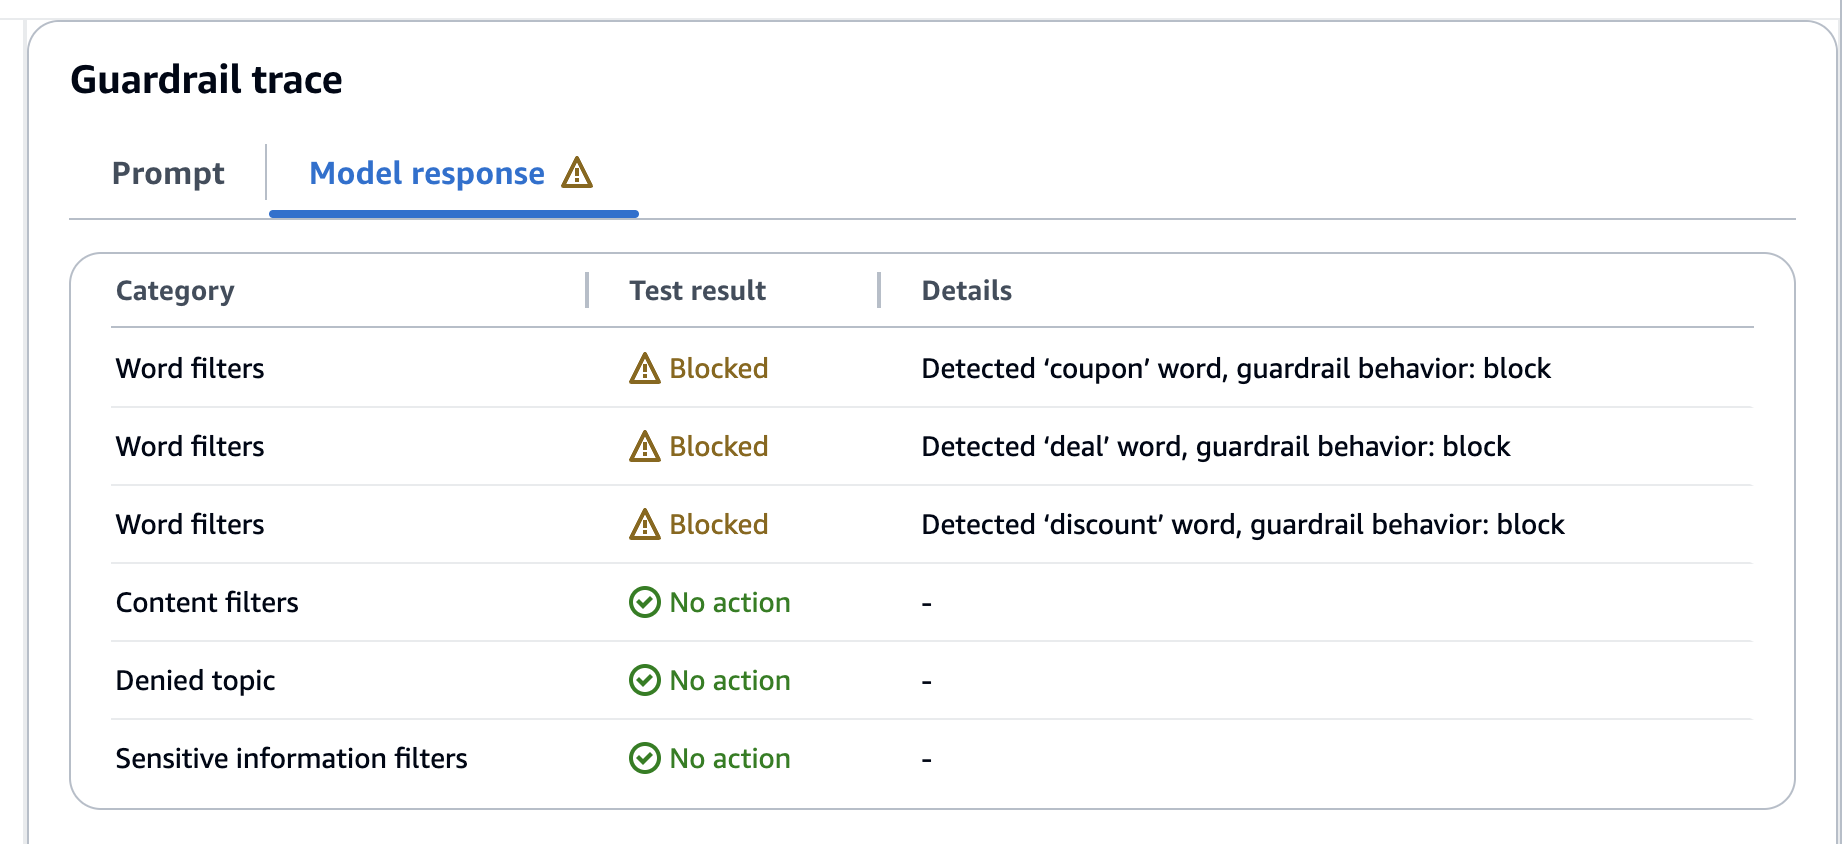 Guardrail trace
Prompt Model response
Category Test result Details
Word filters Blocked Detected ‘coupon’ word, guardrail behavior: block
Word filters Blocked Detected ‘deal’ word, guardrail behavior: block
Word filters Blocked Detected ‘discount’ word, guardrail behavior: block
Content filters No action -
Denied topic No action -
Sensitive information filters No action -